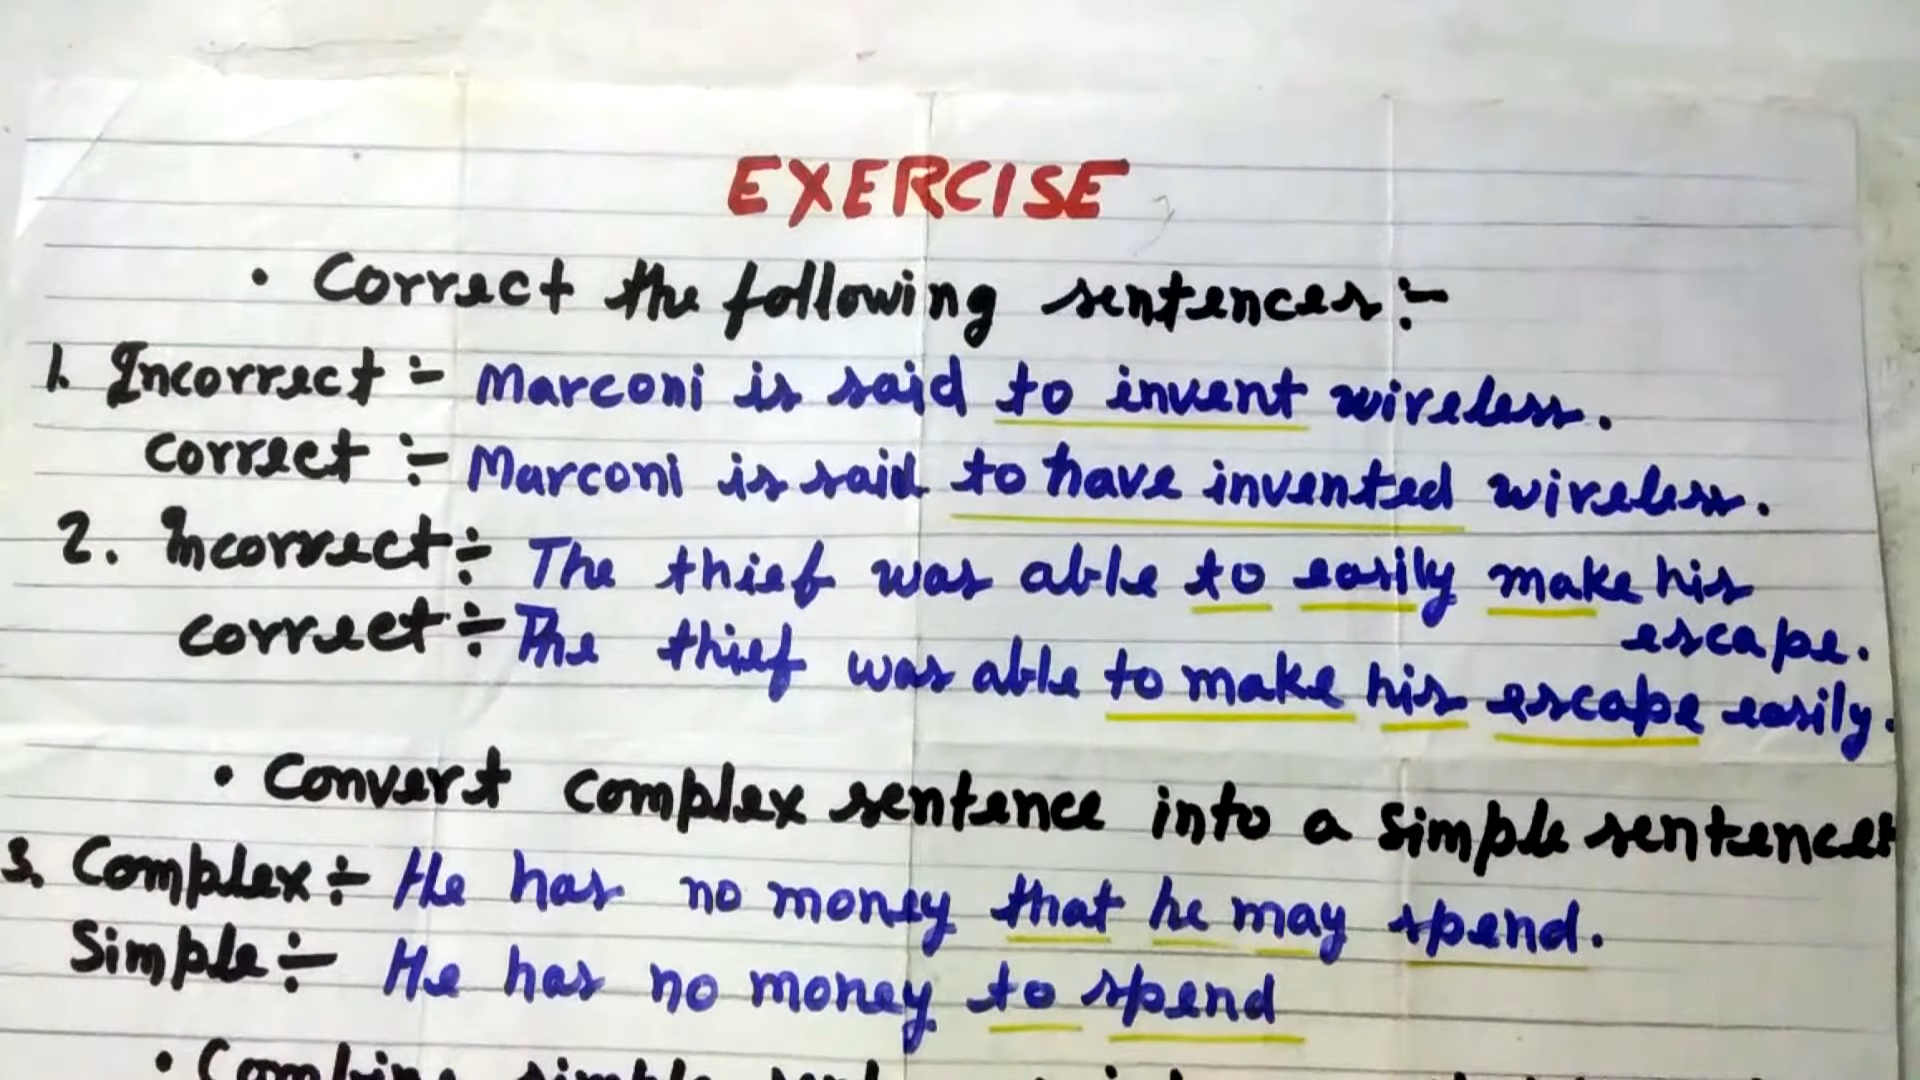 EXERCISE
• Correct the following sentences :-
1. Incorrect :- Marconi is said to invent wireless.
correct :- Marconi is said to have invented wireless.
2. Incorrect :- The thief was able to easily make his
escape.
correct :- The thief was able to make his escape easily.
• Convert complex sentence into a simple sentences
3. Complex :- He has no money that he may spend.
Simple :- He has no money to spend
• Combine simple